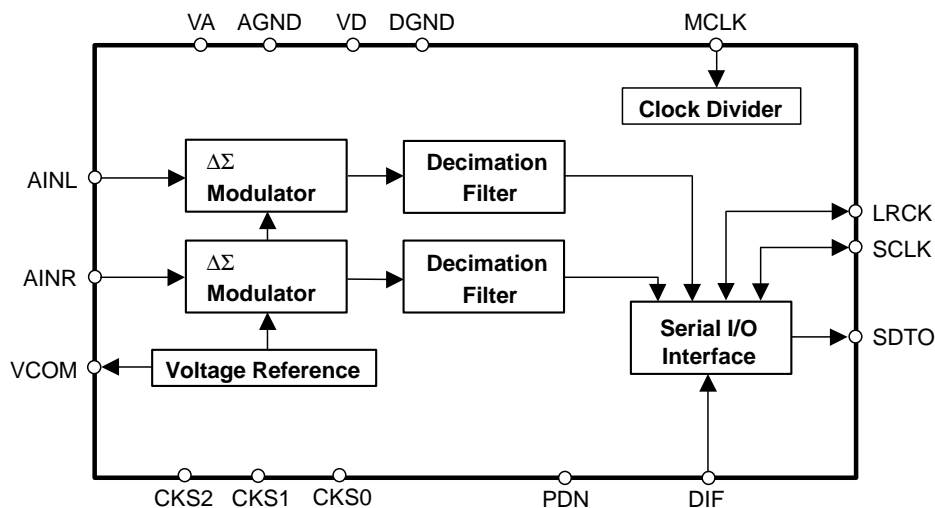 VA AGND VD DGND MCLK
Clock Divider
AINL
ΔΣ
Modulator
Decimation
Filter
LRCK
SCLK
AINR
ΔΣ
Modulator
Decimation
Filter
Serial I/O
Interface
SDTO
VCOM
Voltage Reference
CKS2 CKS1 CKS0 PDN DIF